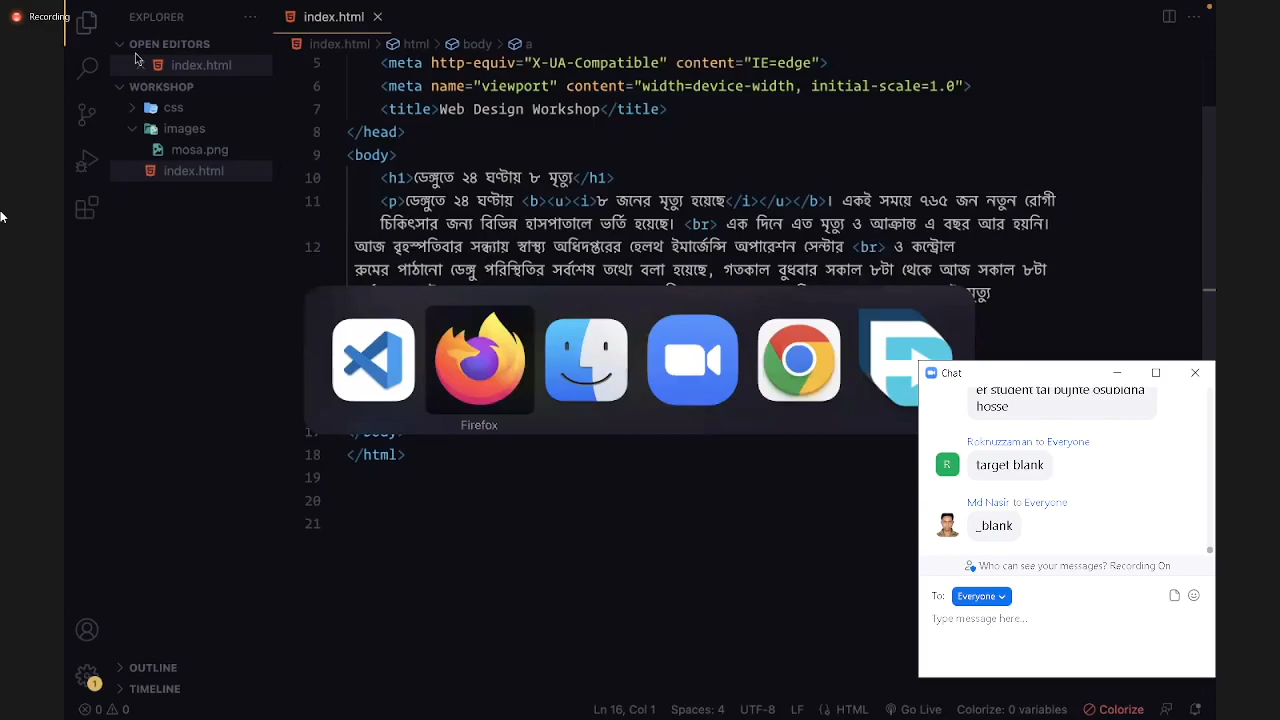 Recording
EXPLORER
index.html
OPEN EDITORS
index.html
index.html
html
body
a
WORKSHOP
css
images
mosa.png
index.html
5 <meta http-equiv="X-UA-Compatible" content="IE=edge">
6 <meta name="viewport" content="width=device-width, initial-scale=1.0">
7 <title>Web Design Workshop</title>
8 </head>
9 <body>
10 <h1>ডেঙ্গুতে ২৪ ঘণ্টায় ৮ মৃত্যু</h1>
11 <p>ডেঙ্গুতে ২৪ ঘণ্টায় <b><u><i>৮ জনের মৃত্যু হয়েছে</i></u></b>। একই সময়ে ৭৬৫ জন নতুন রোগী
চিকিৎসার জন্য বিভিন্ন হাসপাতালে ভর্তি হয়েছে। <br> এক দিনে এত মৃত্যু ও আক্রান্ত এ বছর আর হয়নি।
12 আজ বৃহস্পতিবার সন্ধ্যায় স্বাস্থ্য অধিদপ্তরের হেলথ ইমার্জেন্সি অপারেশন সেন্টার <br> ও কন্ট্রোল
রুমের পাঠানো ডেঙ্গু পরিস্থিতির সর্বশেষ তথ্যে বলা হয়েছে, গতকাল বুধবার সকাল ৮টা থেকে আজ সকাল ৮টা
মৃত্যু
Firefox
17 </body>
18 </html>
19
20
21
Chat
er student tai bujhte osubidha
hosse
Roknuzzaman to Everyone
R
target blank
Md Nasir to Everyone
_blank
Who can see your messages? Recording On
To: Everyone
Type message here...
OUTLINE
1
TIMELINE
0 0
Ln 16, Col 1
Spaces: 4
UTF-8
LF
HTML
Go Live
Colorize: 0 variables
Colorize